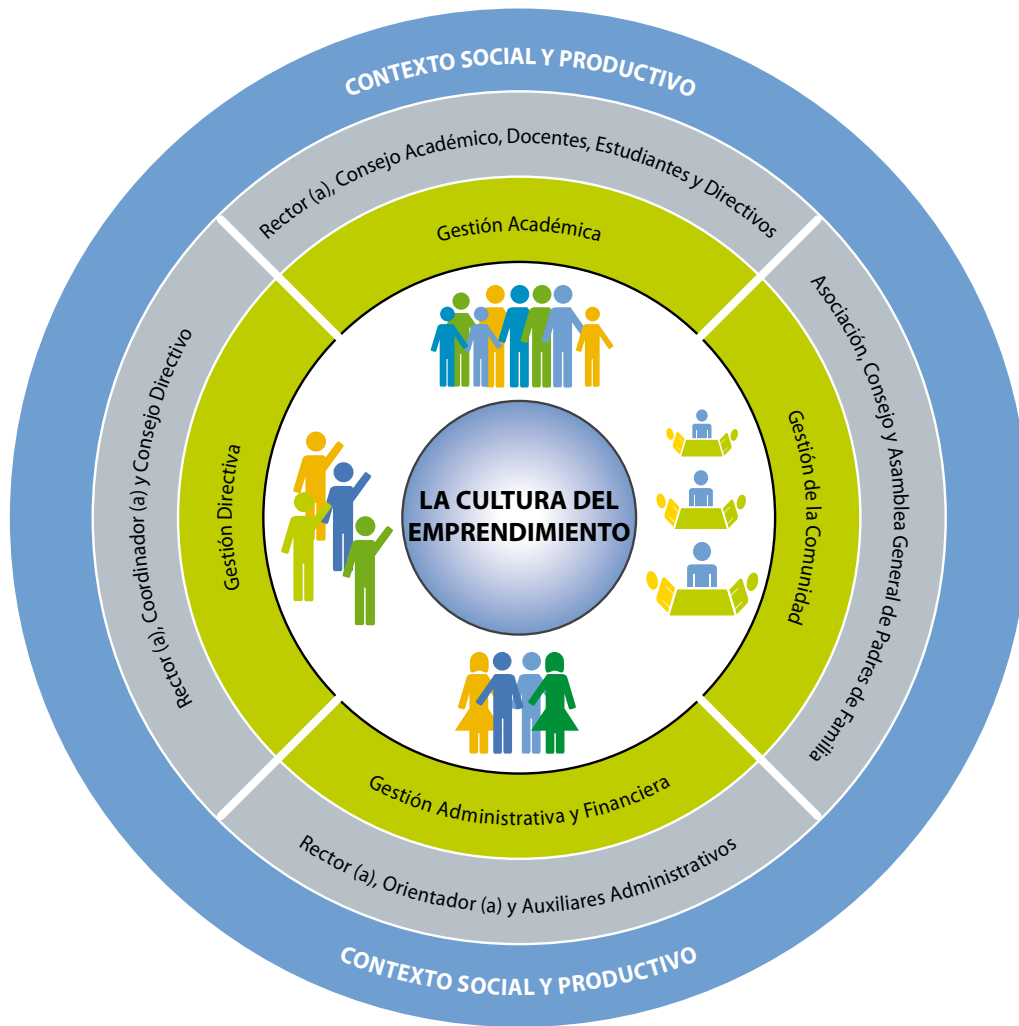 CONTEXTO SOCIAL Y PRODUCTIVO
Rector (a), Consejo Académico, Docentes, Estudiantes y Directivos
Gestión Académica
Rector (a), Coordinador (a) y Consejo Directivo
Gestión Directiva
LA CULTURA DEL
EMPRENDIMIENTO
Gestión de la Comunidad
Asociación, Consejo y Asamblea General de Padres de Familia
Gestión Administrativa y Financiera
Rector (a), Orientador (a) y Auxiliares Administrativos
CONTEXTO SOCIAL Y PRODUCTIVO